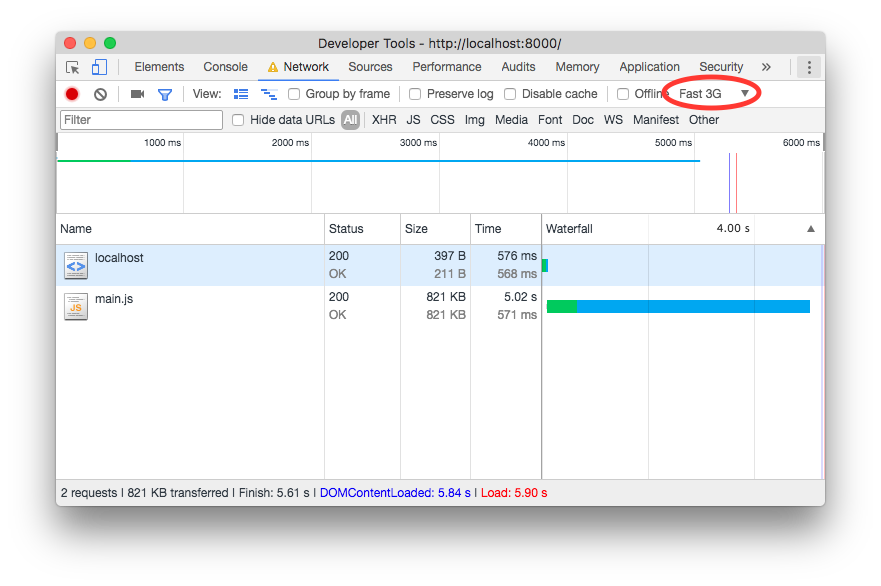 Developer Tools - http://localhost:8000/
Elements Console Network Sources Performance Audits Memory Application Security »
View: Group by frame Preserve log Disable cache Offline Fast 3G ▼
Filter Hide data URLs All XHR JS CSS Img Media Font Doc WS Manifest Other
1000 ms 2000 ms 3000 ms 4000 ms 5000 ms 6000 ms
Name Status Size Time Waterfall 4.00 s ▲
localhost 200 397 B 576 ms
OK 211 B 568 ms
main.js 200 821 KB 5.02 s
JS OK 821 KB 571 ms
2 requests | 821 KB transferred | Finish: 5.61 s | DOMContentLoaded: 5.84 s | Load: 5.90 s